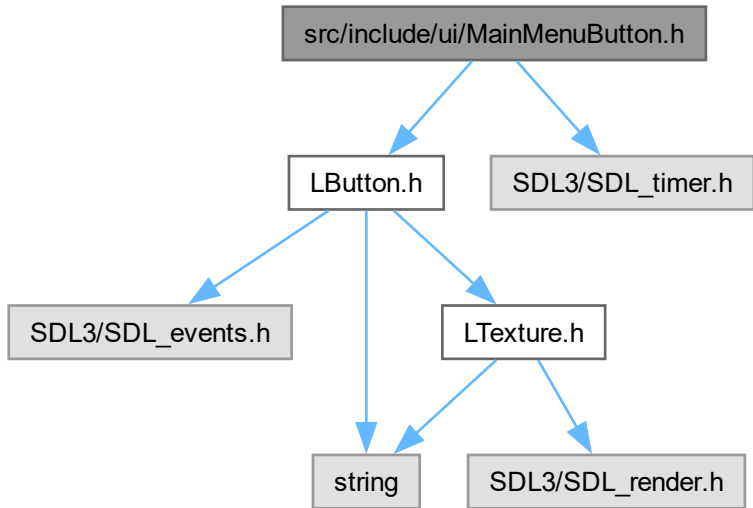 src/include/ui/MainMenuButton.h
LButton.h
SDL3/SDL_timer.h
SDL3/SDL_events.h
LTexture.h
string
SDL3/SDL_render.h